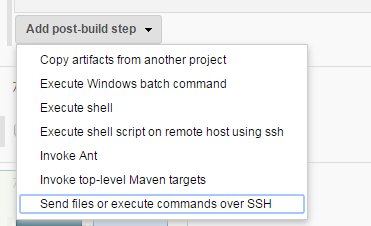 Add post-build step
Copy artifacts from another project
Execute Windows batch command
Execute shell
Execute shell script on remote host using ssh
Invoke Ant
Invoke top-level Maven targets
Send files or execute commands over SSH